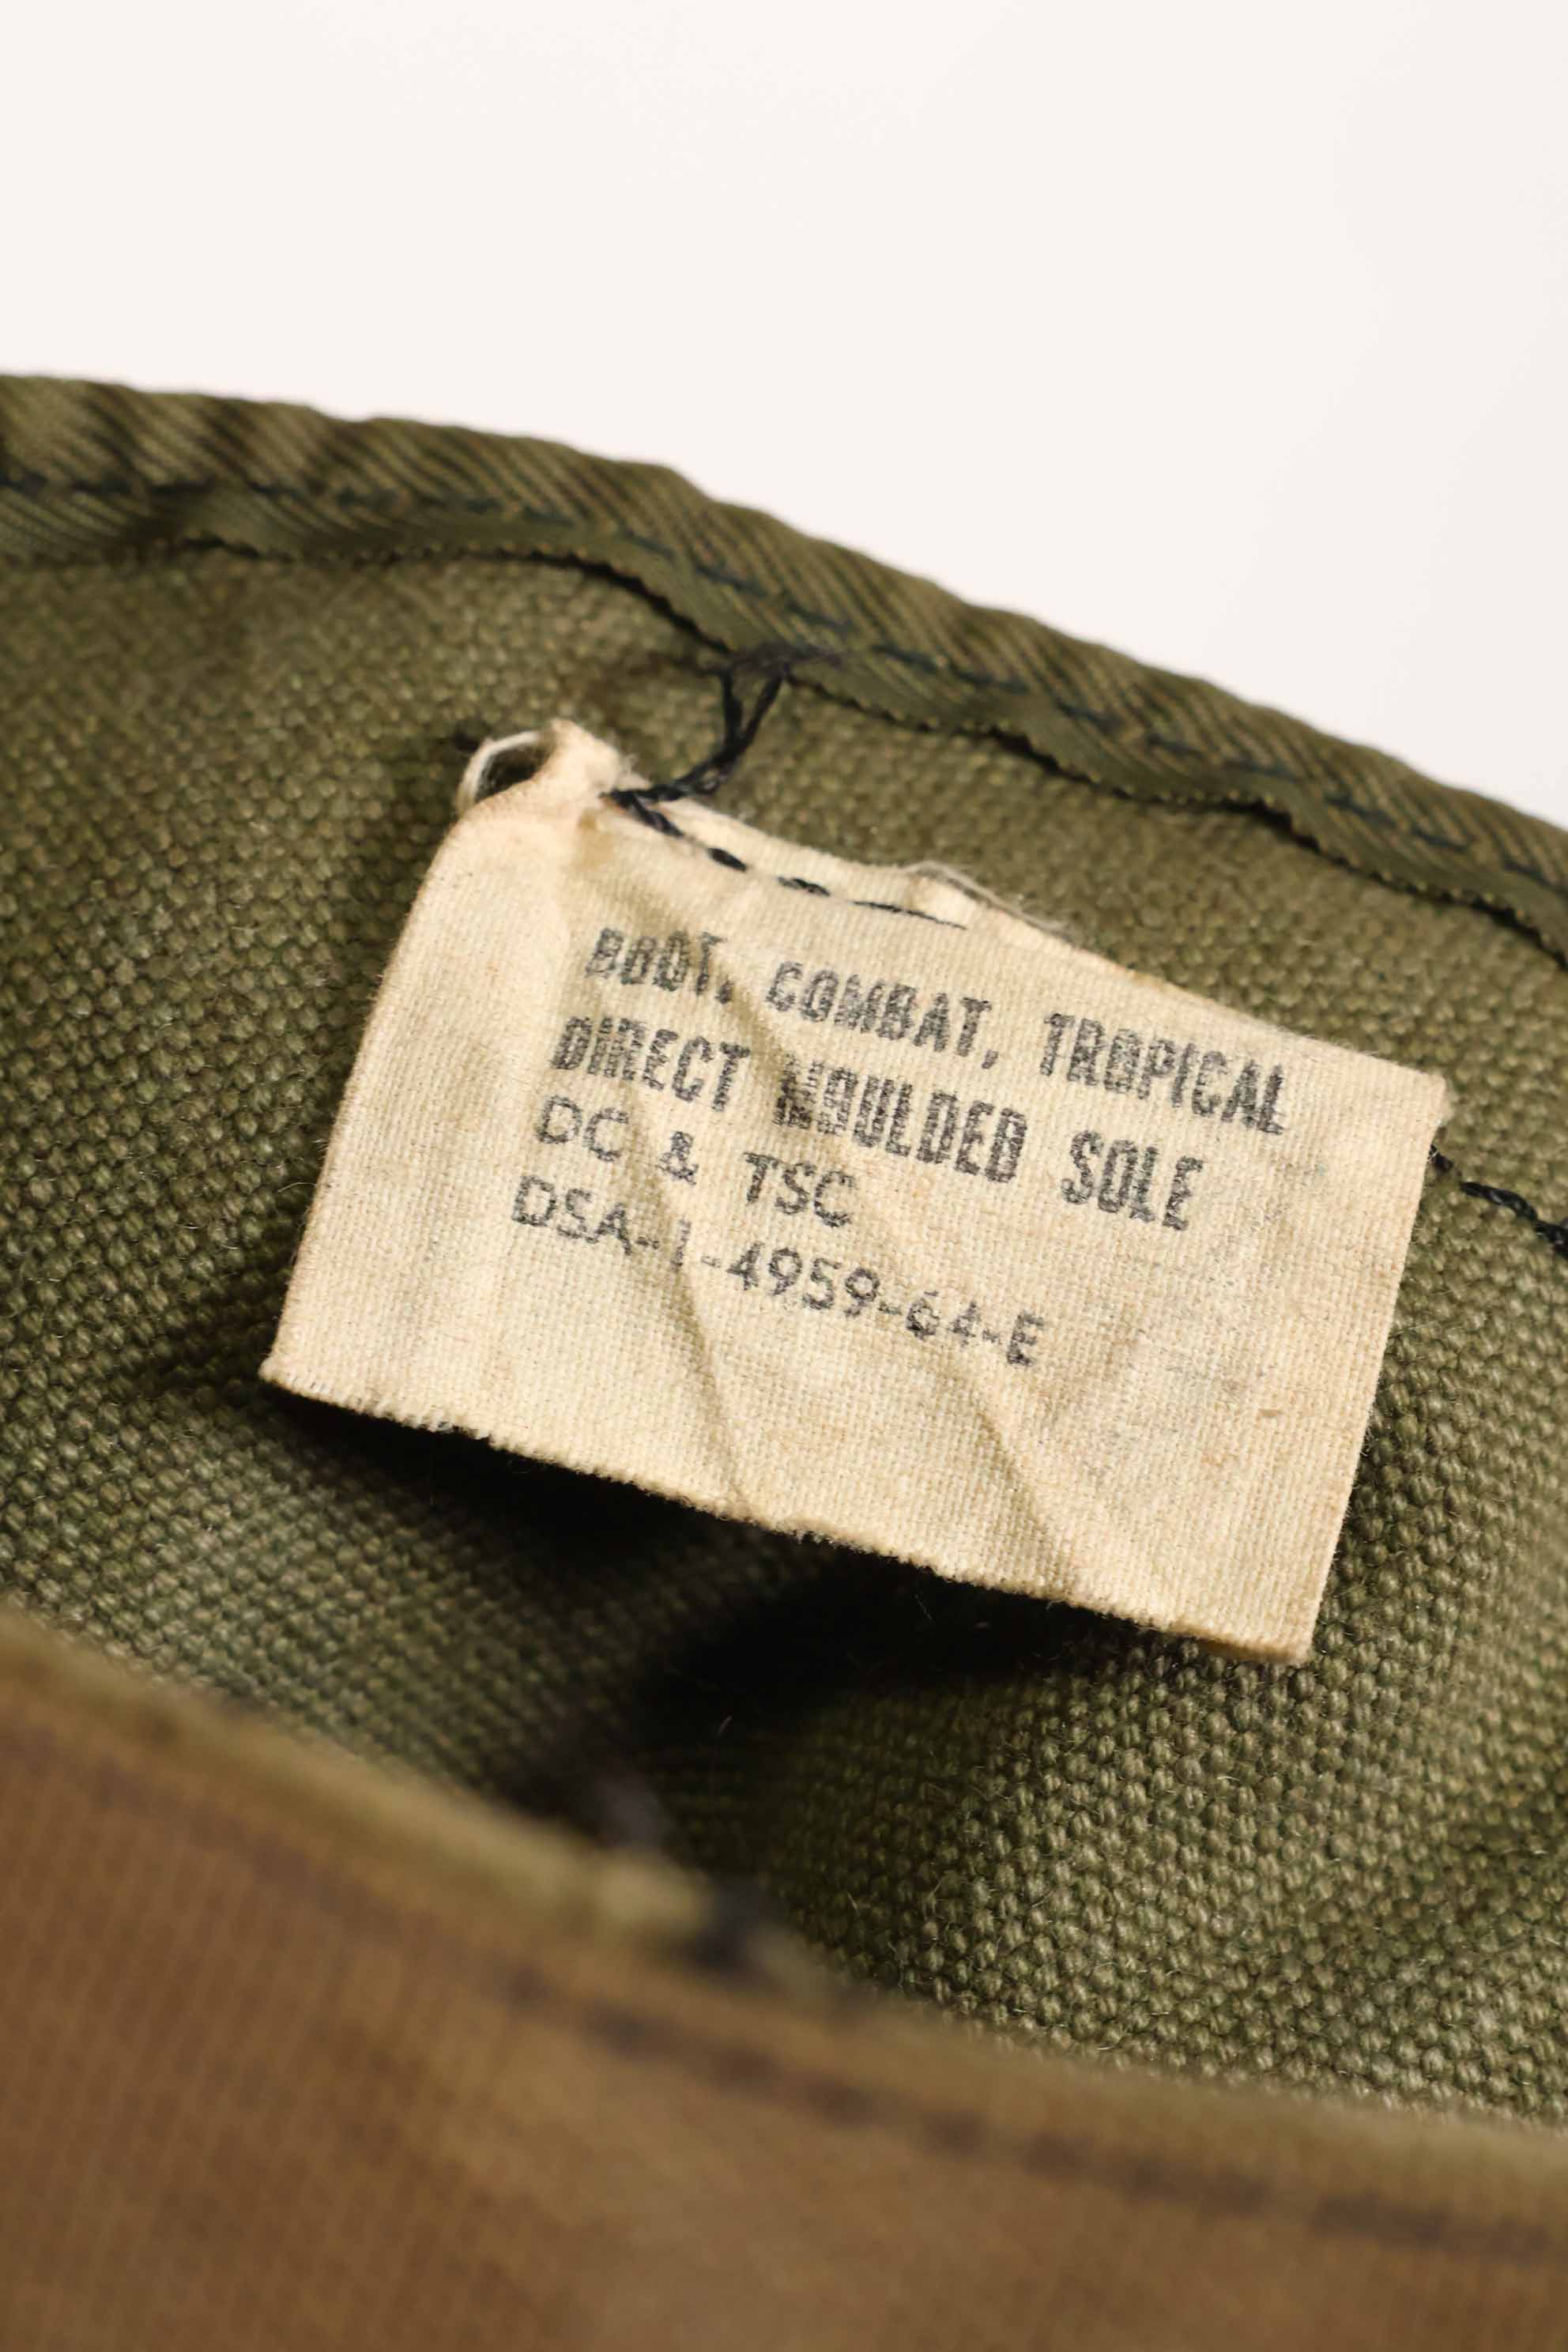 BOOT, COMBAT, TROPICAL
DIRECT MOULDED SOLE
DC & TSC
DSA-1-4959-64-E